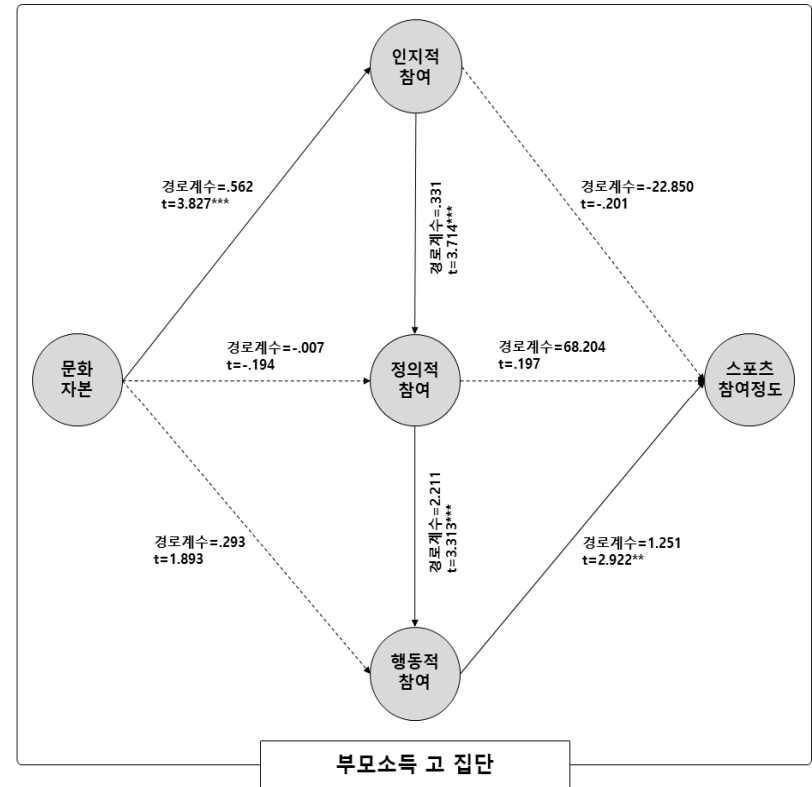 인지적
참여
경로계수=.562
t=3.827***
경로계수=-22.850
t=-.201
경로계수=.331
t=3.714***
문화
자본
경로계수=-.007
t=-.194
정의적
참여
경로계수=68.204
t=.197
스포츠
참여정도
경로계수=.293
t=1.893
경로계수=2.211
t=3.313***
경로계수=1.251
t=2.922**
행동적
참여
부모소득 고 집단